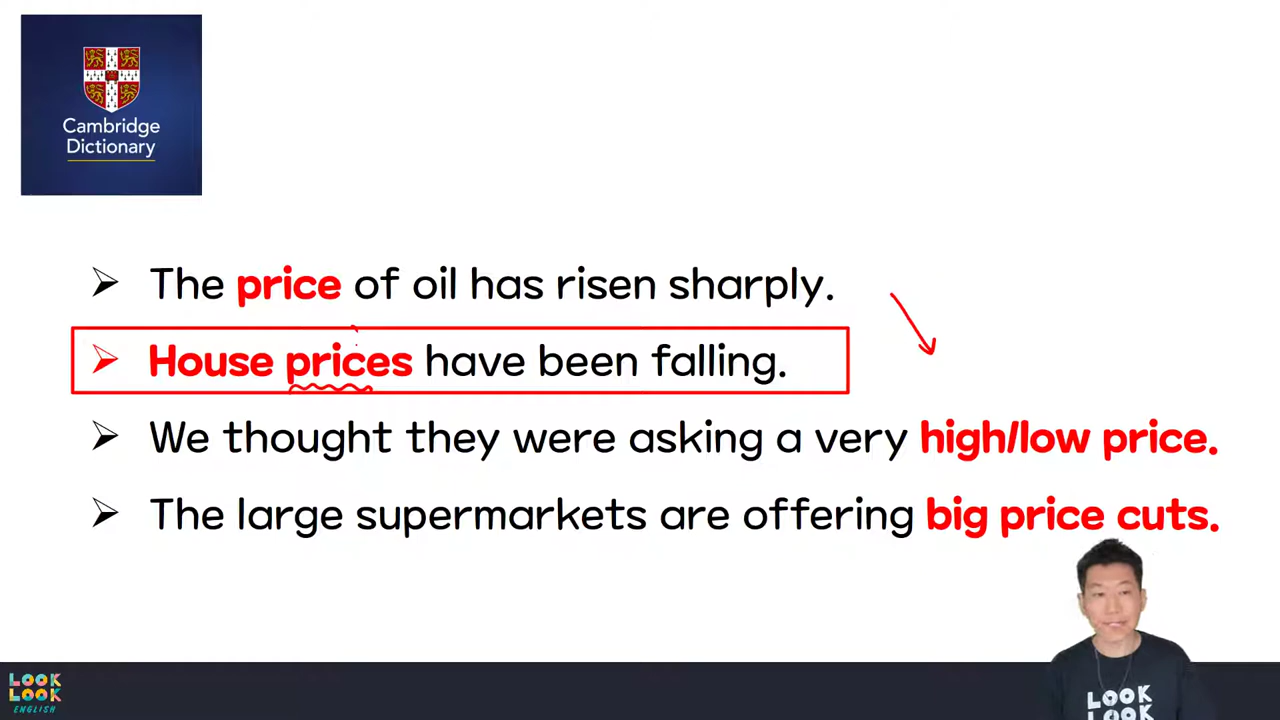 Cambridge
Dictionary
The price of oil has risen sharply.
House prices have been falling.
We thought they were asking a very high/low price.
The large supermarkets are offering big price cuts.
LOOK
LOOK
ENGLISH
LOOK
LOOK